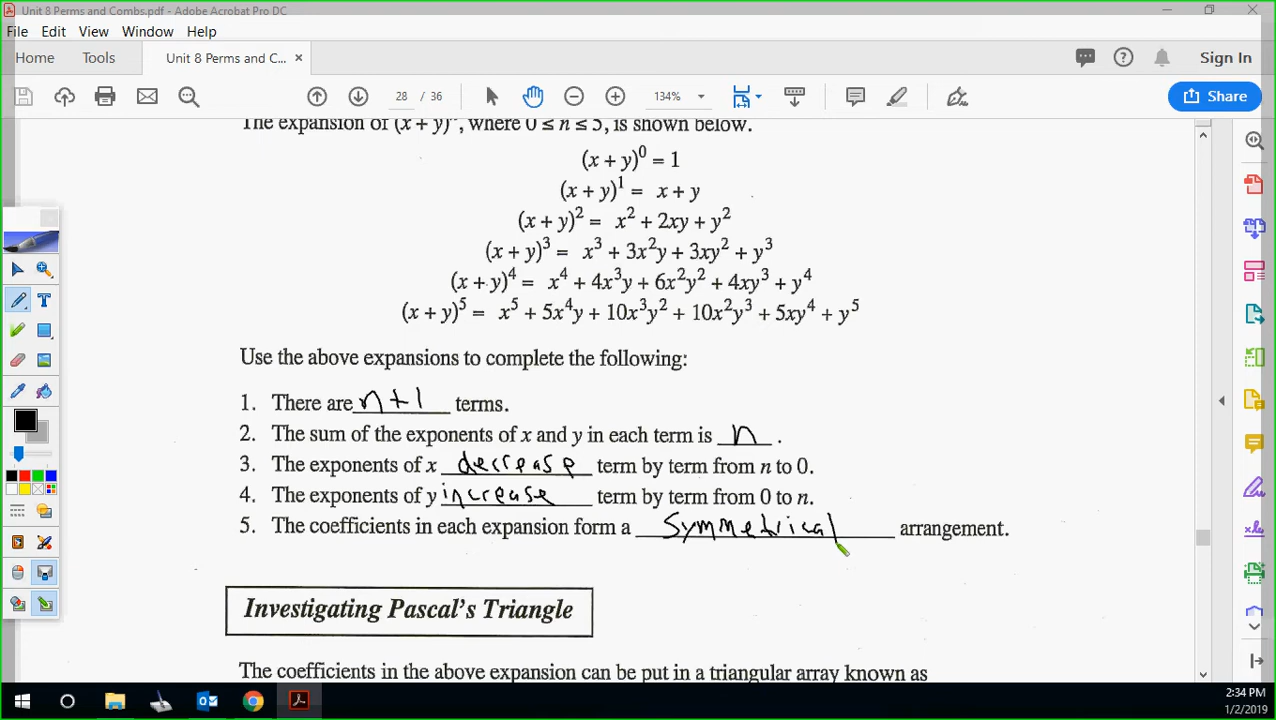 Unit 8 Perms and Combs.pdf - Adobe Acrobat Pro DC
File Edit View Window Help
Home Tools Unit 8 Perms and C... ×
28 / 36 134% Share
Sign In
The expansion of (x + y)ⁿ, where 0 ≤ n ≤ 5, is shown below.
(x + y)⁰ = 1
(x + y)¹ = x + y
(x + y)² = x² + 2xy + y²
(x + y)³ = x³ + 3x²y + 3xy² + y³
(x + y)⁴ = x⁴ + 4x³y + 6x²y² + 4xy³ + y⁴
(x + y)⁵ = x⁵ + 5x⁴y + 10x³y² + 10x²y³ + 5xy⁴ + y⁵
Use the above expansions to complete the following:
1. There are n+1 terms.
2. The sum of the exponents of x and y in each term is n .
3. The exponents of x decrease term by term from n to 0.
4. The exponents of y increase term by term from 0 to n.
5. The coefficients in each expansion form a Symmetrical arrangement.
Investigating Pascal's Triangle
The coefficients in the above expansion can be put in a triangular array known as
2:34 PM
1/2/2019